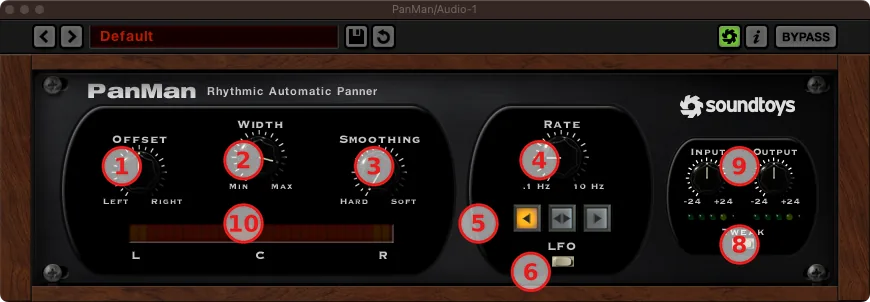 PanMan/Audio-1
Default
i
BYPASS
PanMan Rhythmic Automatic Panner
soundtoys
OFFSET
WIDTH
SMOOTHING
RATE
INPUT
OUTPUT
1
2
3
4
9
LEFT
RIGHT
MIN
MAX
HARD
SOFT
.1 Hz
10 Hz
-24
+24
-24
+24
10
5
TWEAK
8
L
C
R
LFO
6